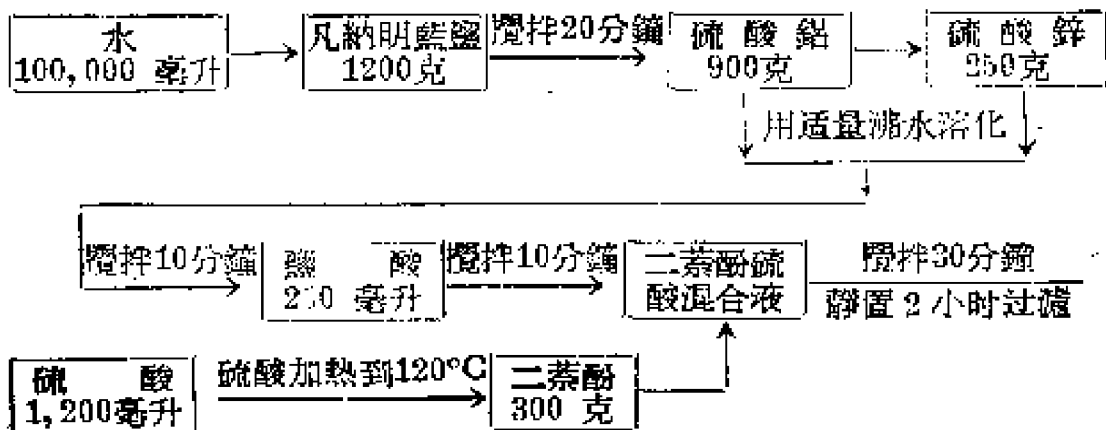 水
100,000 毫升
凡納明藍鹽
1200克
攪拌20分鐘
硫酸鋁
900克
硫酸鋅
250克
用适量沸水溶化
攪拌10分鐘
酸
毫升
攪拌10分鐘
二萘酚硫
酸混合液
攪拌30分鐘
靜置2小时过濾
硫 酸
1,200毫升
硫酸加热到120°C
二萘酚
300 克